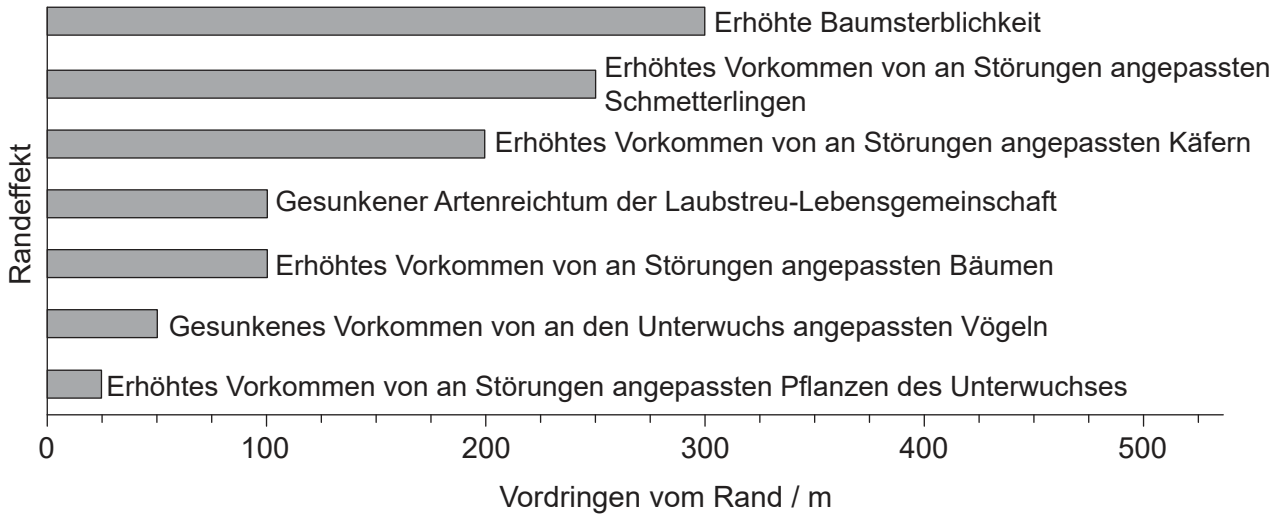 Erhöhte Baumsterblichkeit
Erhöhtes Vorkommen von an Störungen angepassten
Schmetterlingen
Erhöhtes Vorkommen von an Störungen angepassten Käfern
Gesunkener Artenreichtum der Laubstreu-Lebensgemeinschaft
Erhöhtes Vorkommen von an Störungen angepassten Bäumen
Gesunkenes Vorkommen von an den Unterwuchs angepassten Vögeln
Erhöhtes Vorkommen von an Störungen angepassten Pflanzen des Unterwuchses
Randeffekt
0 100 200 300 400 500
Vordringen vom Rand / m